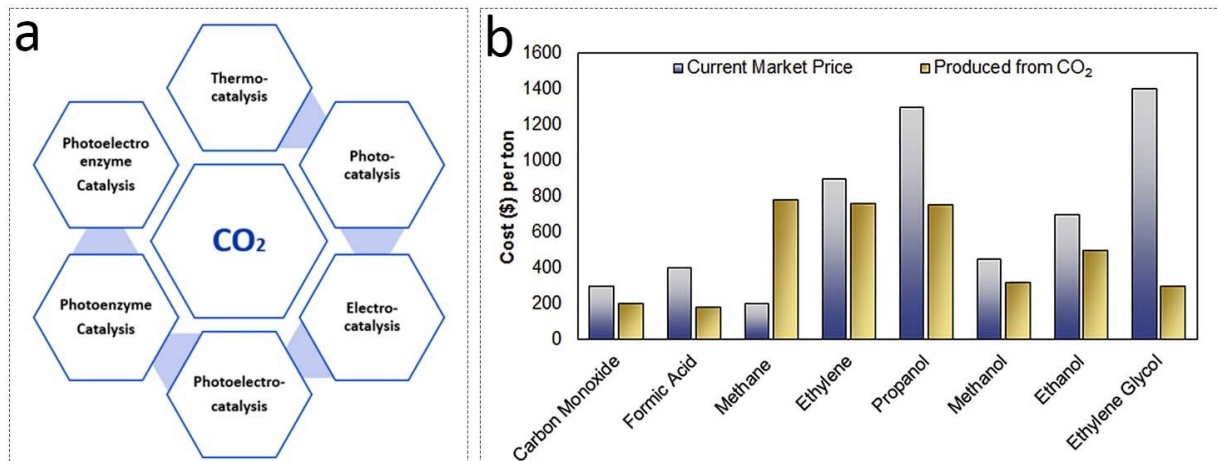 a
Thermo-
catalysis
Photo-
catalysis
Electro-
catalysis
Photoelectro-
catalysis
Photoenzyme
Catalysis
Photoelectro
enzyme
Catalysis
CO₂
b
Cost ($) per ton
1600
1400
1200
1000
800
600
400
200
0
Current Market Price
Produced from CO₂
Carbon Monoxide
Formic Acid
Methane
Ethylene
Propanol
Methanol
Ethanol
Ethylene Glycol